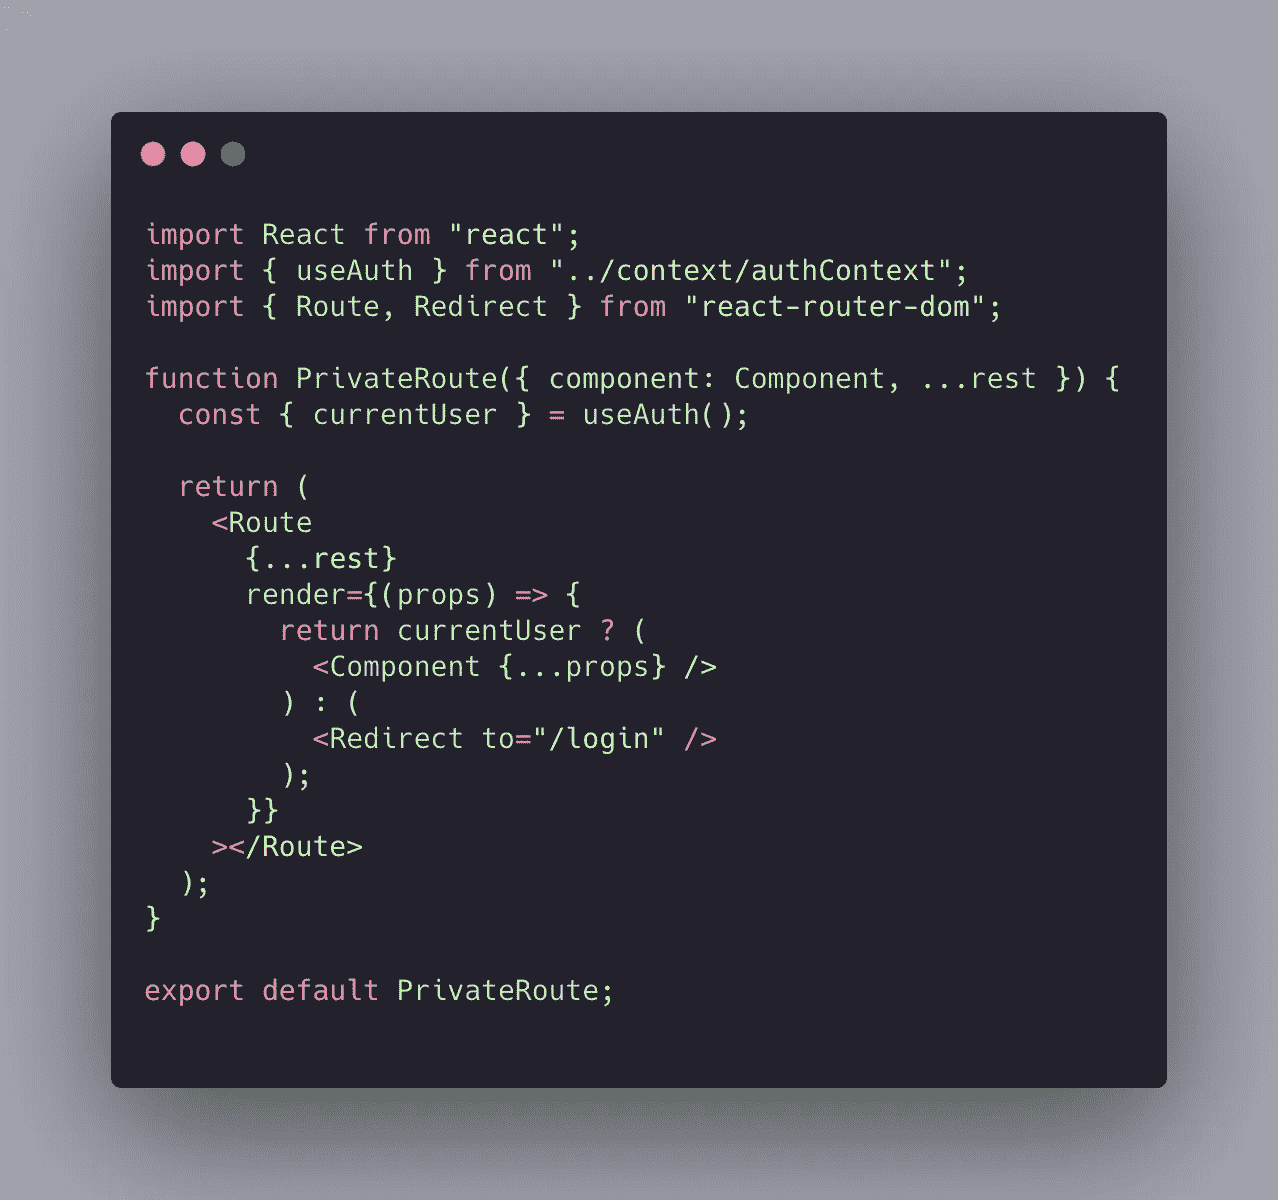 import React from "react";
import { useAuth } from "../context/authContext";
import { Route, Redirect } from "react-router-dom";

function PrivateRoute({ component: Component, ...rest }) {
  const { currentUser } = useAuth();

  return (
    <Route
      {...rest}
      render={(props) => {
        return currentUser ? (
          <Component {...props} />
        ) : (
          <Redirect to="/login" />
        );
      }}
    ></Route>
  );
}

export default PrivateRoute;